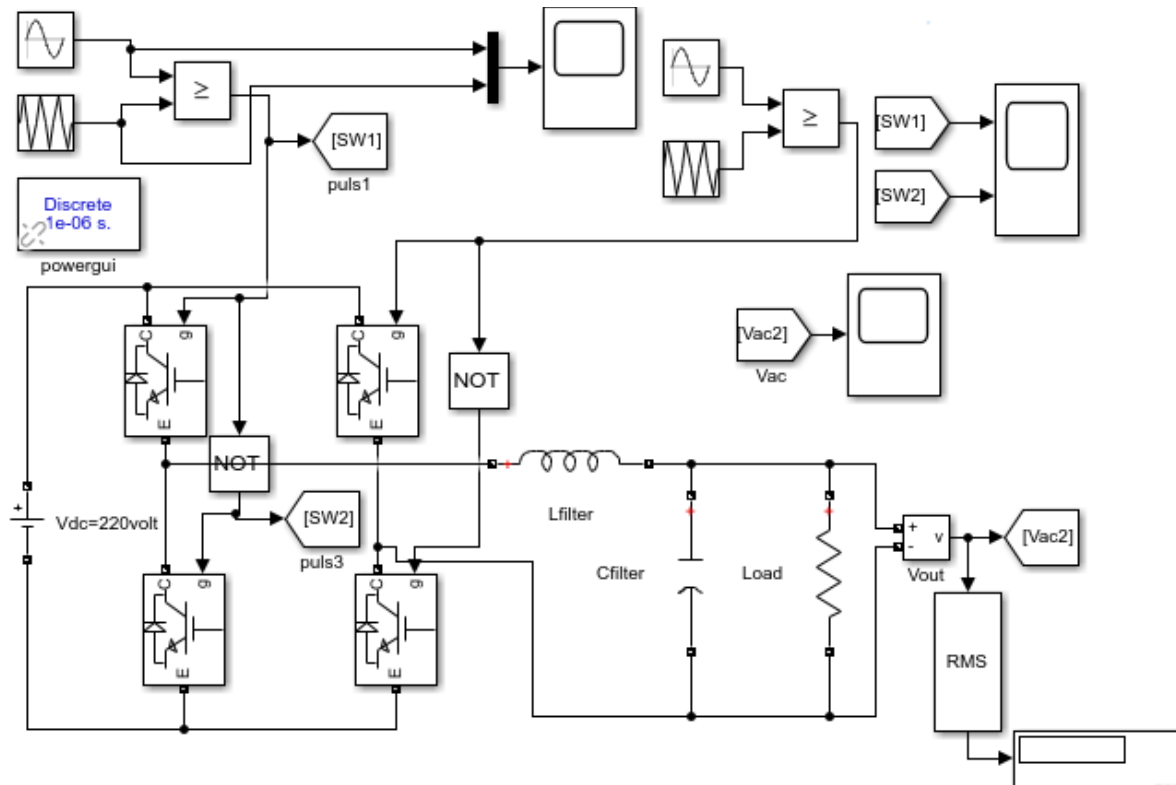 ≥
[SW1]
puls1
≥
[SW1]
[SW2]
Discrete
1e-06 s.
powergui
[Vac2]
Vac
C
g
E
C
g
E
NOT
NOT
+
Vdc=220volt
[SW2]
puls3
+
Lfilter
C
g
E
C
g
E
+
Cfilter
+
Load
+
-
v
Vout
[Vac2]
RMS